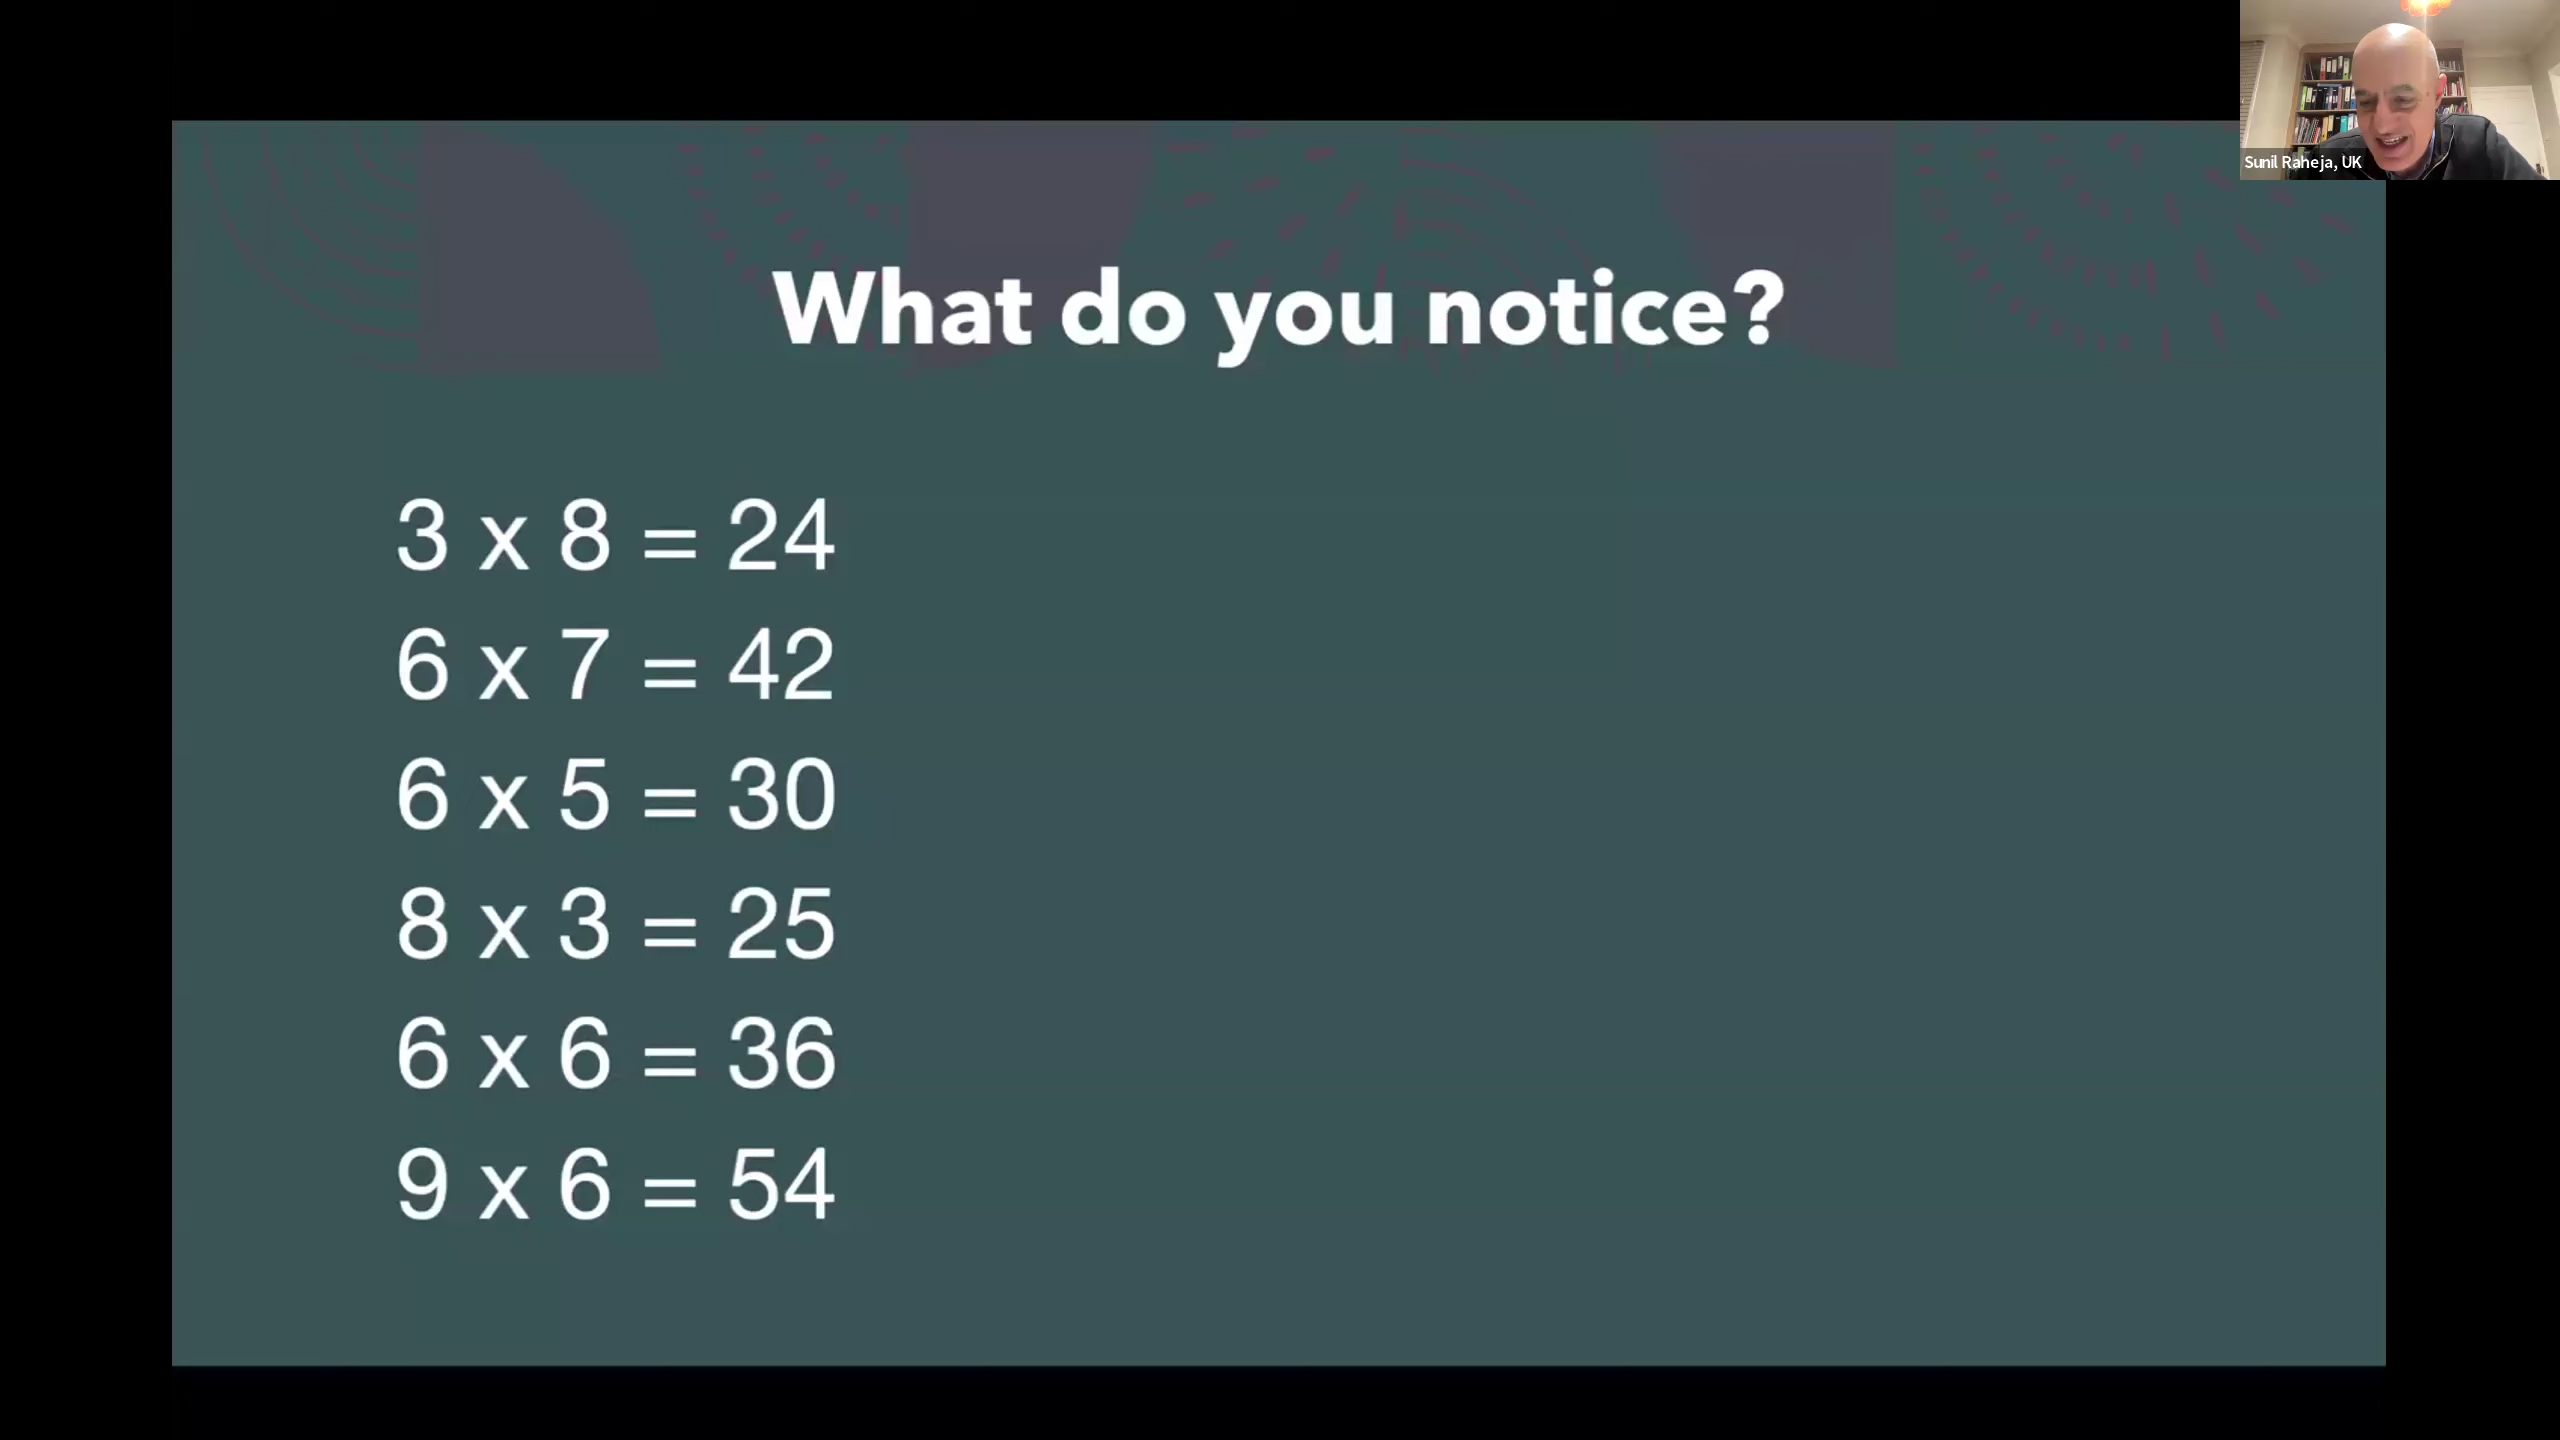 Sunil Raheja, UK
What do you notice?
3 x 8 = 24
6 x 7 = 42
6 x 5 = 30
8 x 3 = 25
6 x 6 = 36
9 x 6 = 54